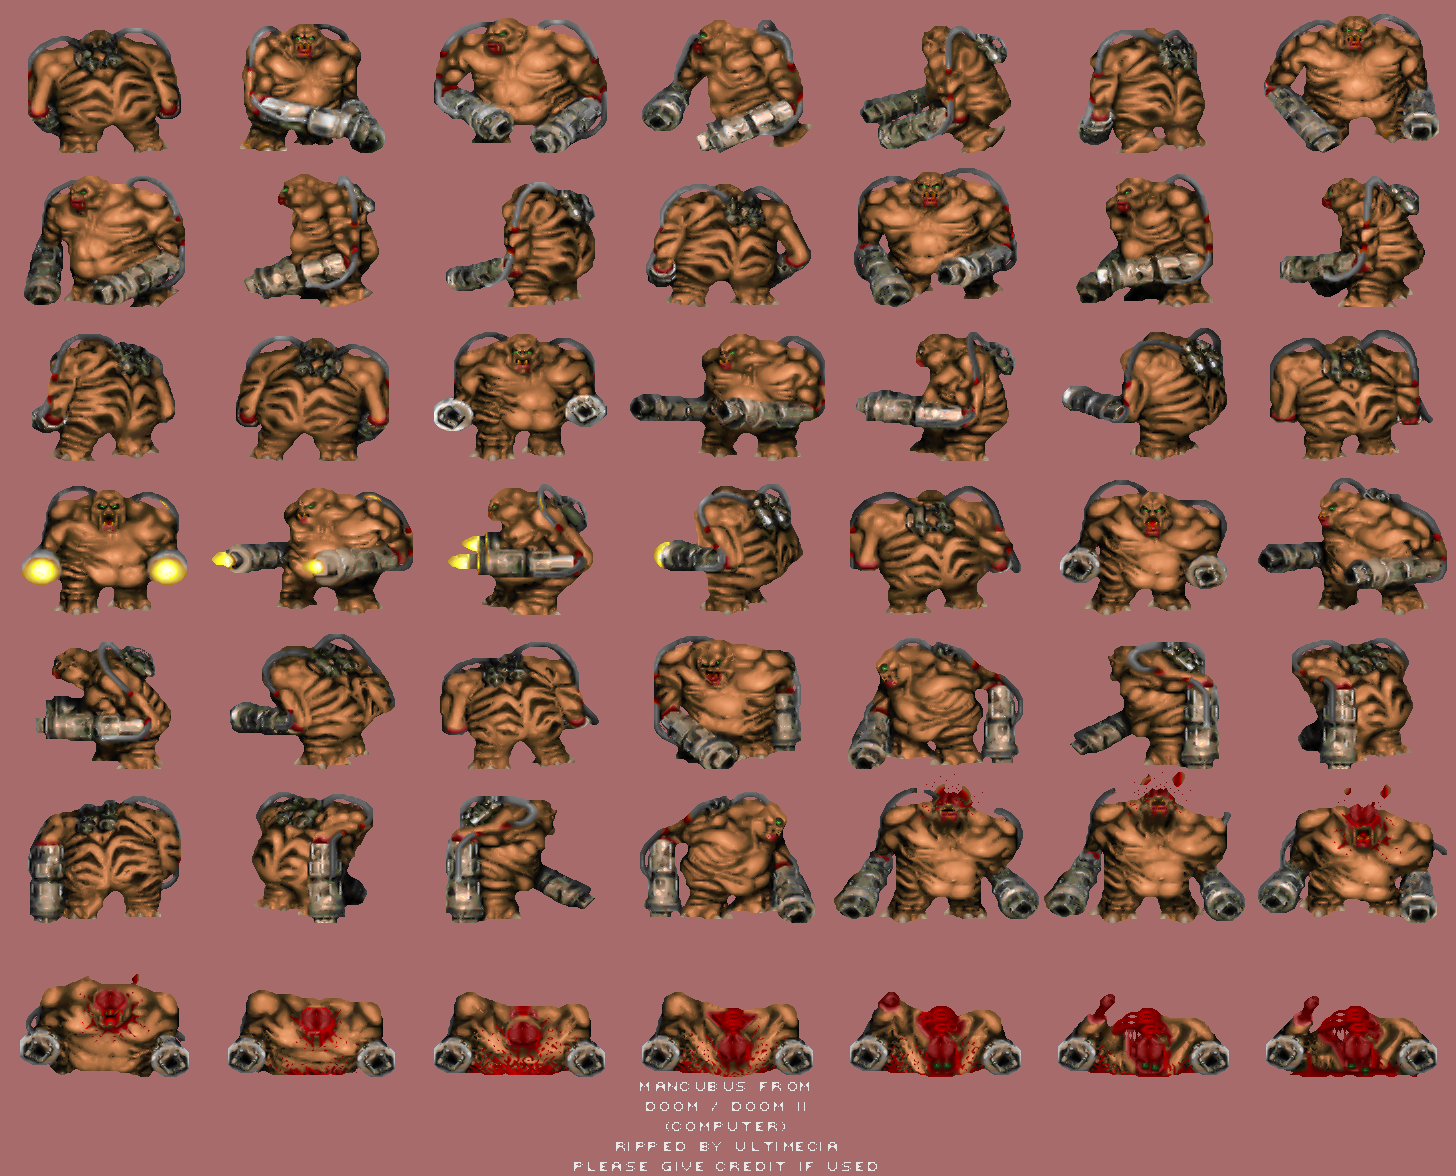 MANCUBUS FROM
DOOM / DOOM II
(COMPUTER)
RIPPED BY ULTIMECIA
PLEASE GIVE CREDIT IF USED